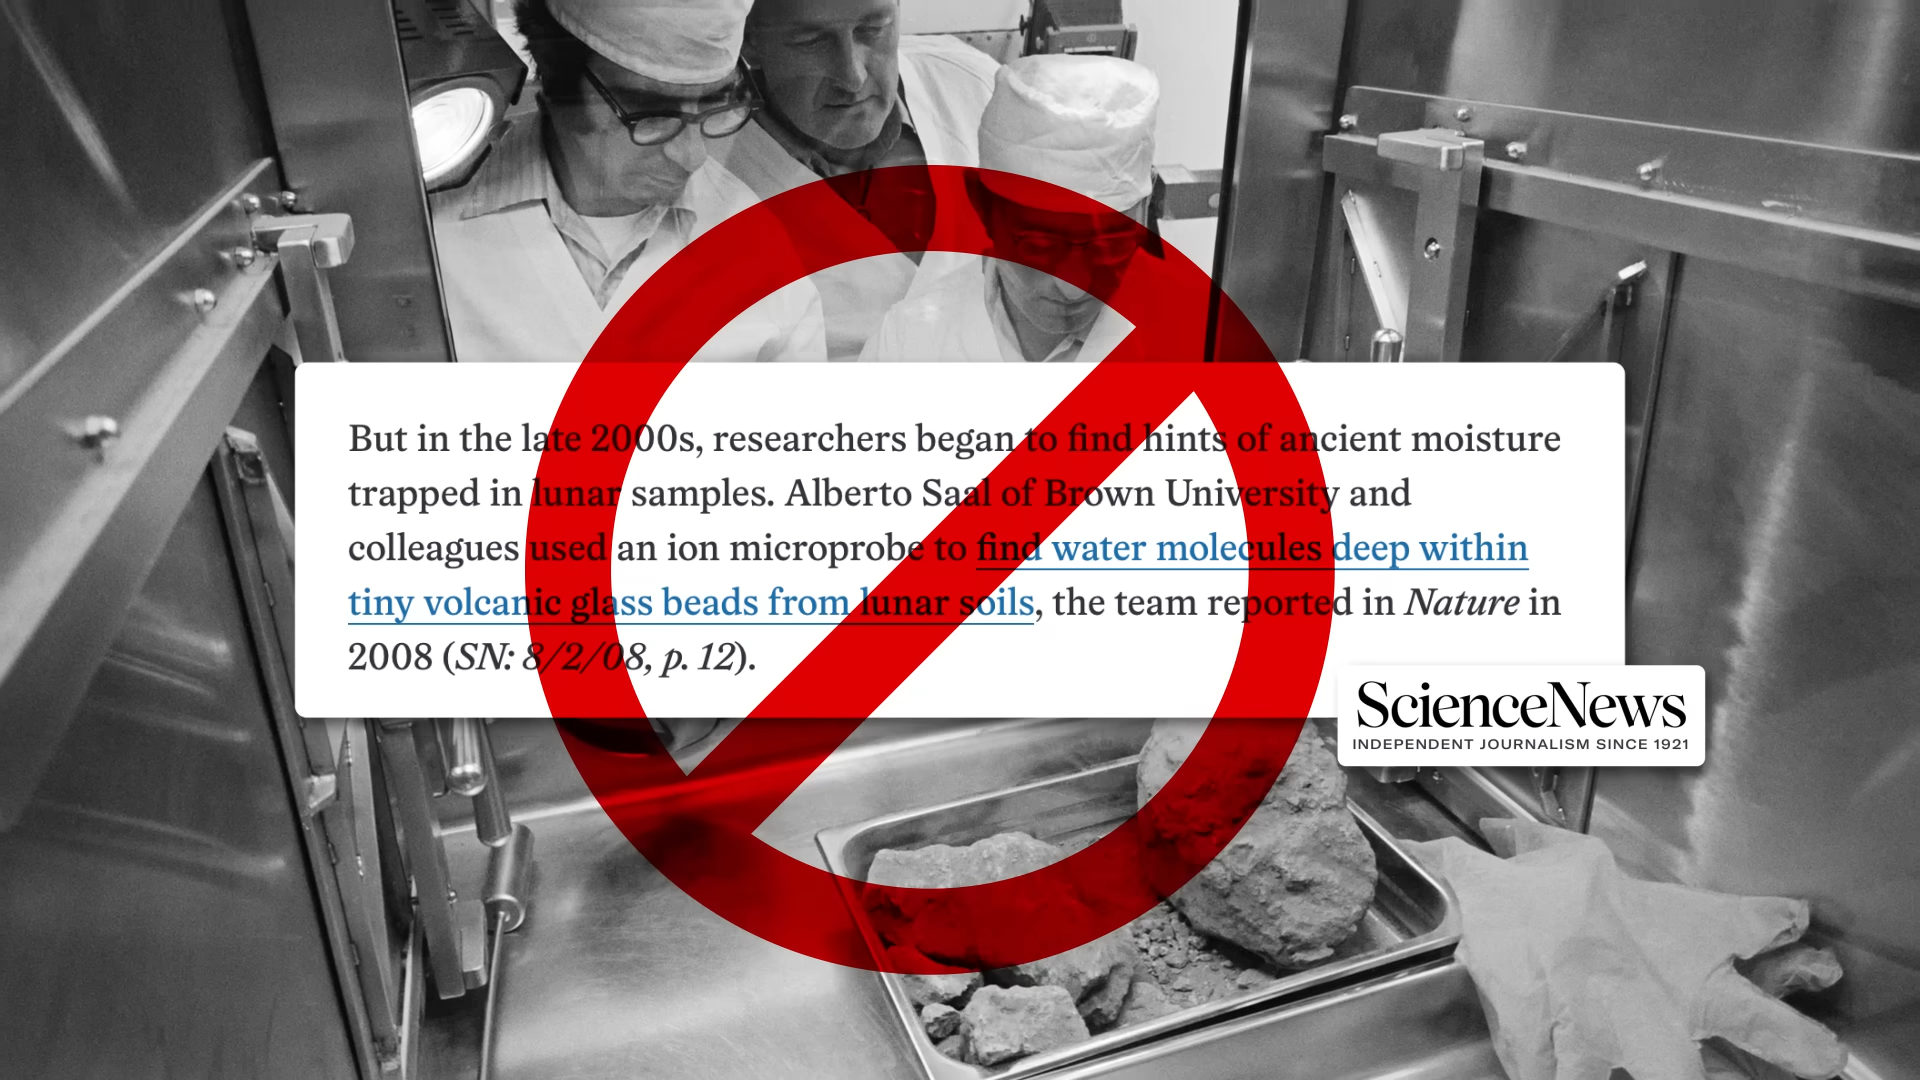 But in the late 2000s, researchers began to find hints of ancient moisture
trapped in lunar samples. Alberto Saal of Brown University and
colleagues used an ion microprobe to find water molecules deep within
tiny volcanic glass beads from lunar soils, the team reported in Nature in
2008 (SN: 8/2/08, p. 12).
ScienceNews
INDEPENDENT JOURNALISM SINCE 1921